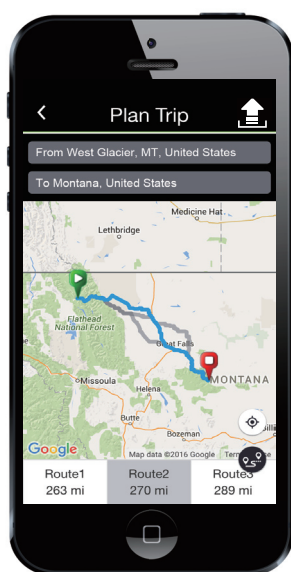 Plan Trip
From West Glacier, MT, United States
To Montana, United States
Medicine Hat
Lethbridge
Flathead
National Forest
Great Falls
Missoula
MONTANA
Helena
Butte
Bozeman
Google
Map data ©2016 Google
Route1 Route2 Route3
263 mi 270 mi 289 mi